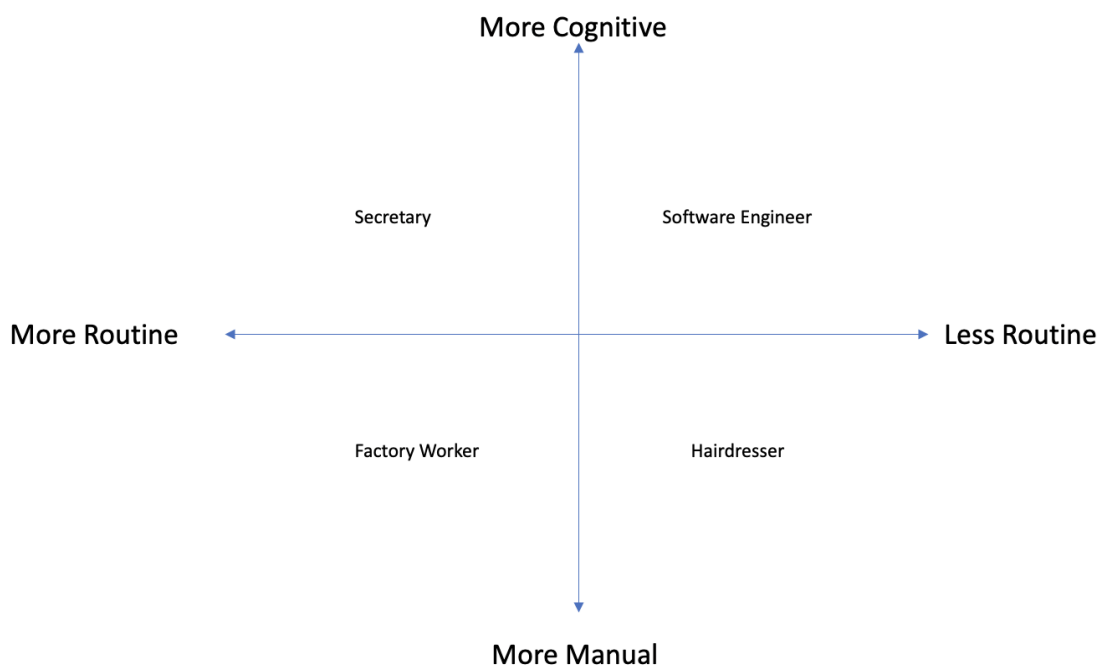 More Cognitive
Secretary
Software Engineer
More Routine
Less Routine
Factory Worker
Hairdresser
More Manual